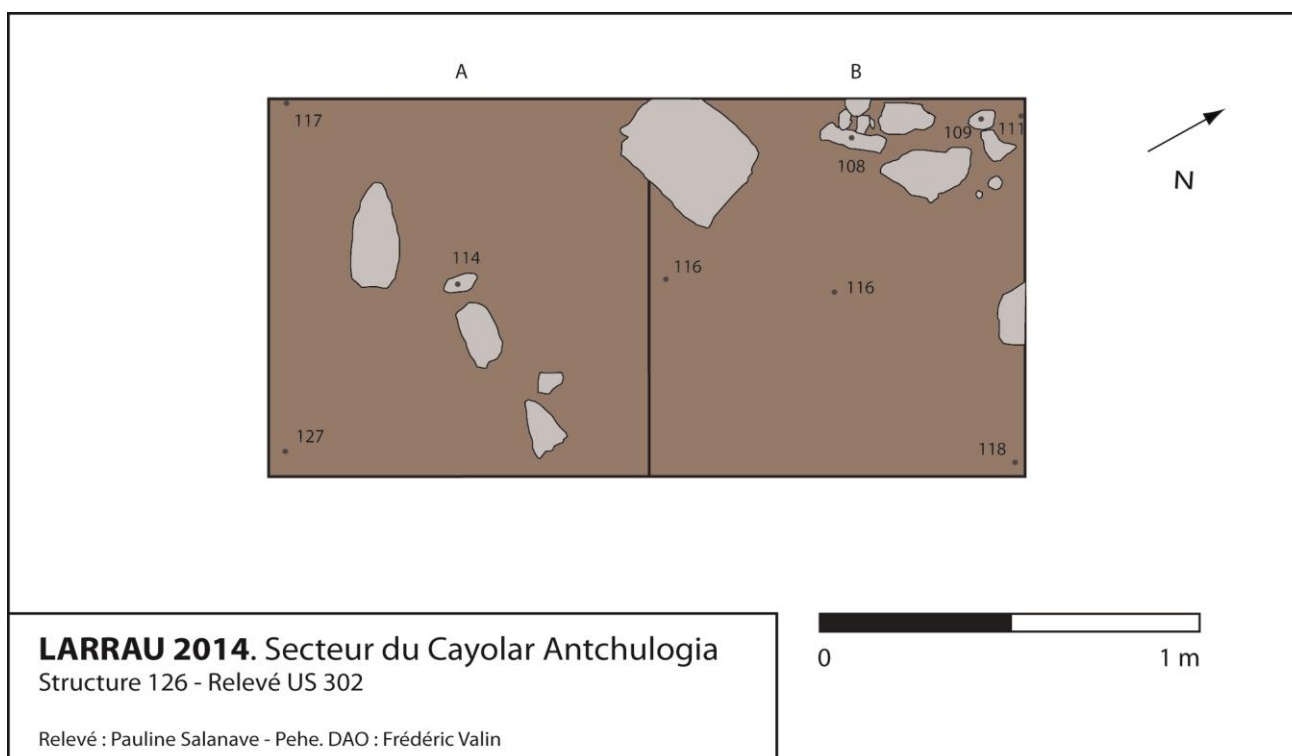 A B
117
109
111
108
N
114
116
116
127
118
LARRAU 2014. Secteur du Cayolar Antchulogia
Structure 126 - Relevé US 302
Relevé : Pauline Salanave - Pehe. DAO : Frédéric Valin
0 1 m